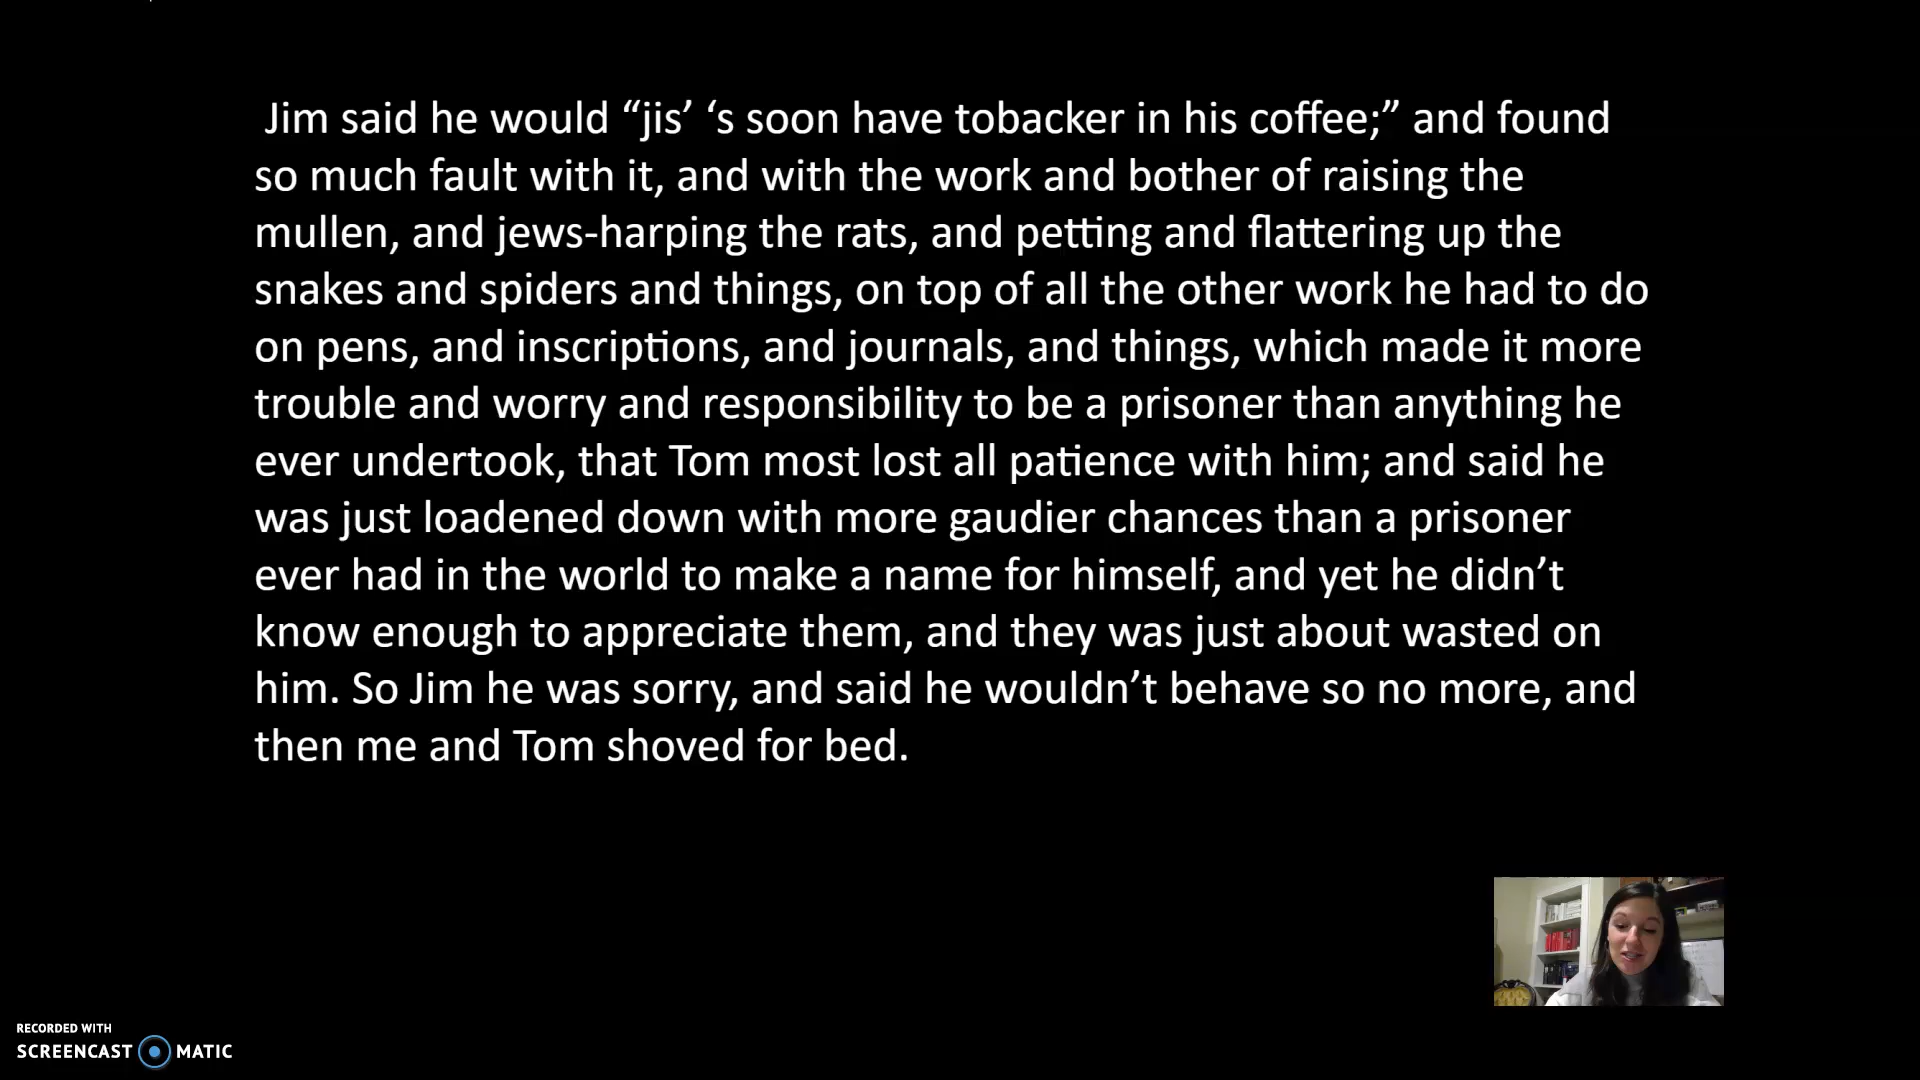 Jim said he would “jis’ ‘s soon have tobacker in his coffee;” and found
so much fault with it, and with the work and bother of raising the
mullen, and jews-harping the rats, and petting and flattering up the
snakes and spiders and things, on top of all the other work he had to do
on pens, and inscriptions, and journals, and things, which made it more
trouble and worry and responsibility to be a prisoner than anything he
ever undertook, that Tom most lost all patience with him; and said he
was just loadened down with more gaudier chances than a prisoner
ever had in the world to make a name for himself, and yet he didn’t
know enough to appreciate them, and they was just about wasted on
him. So Jim he was sorry, and said he wouldn’t behave so no more, and
then me and Tom shoved for bed.
RECORDED WITH
SCREENCAST MATIC